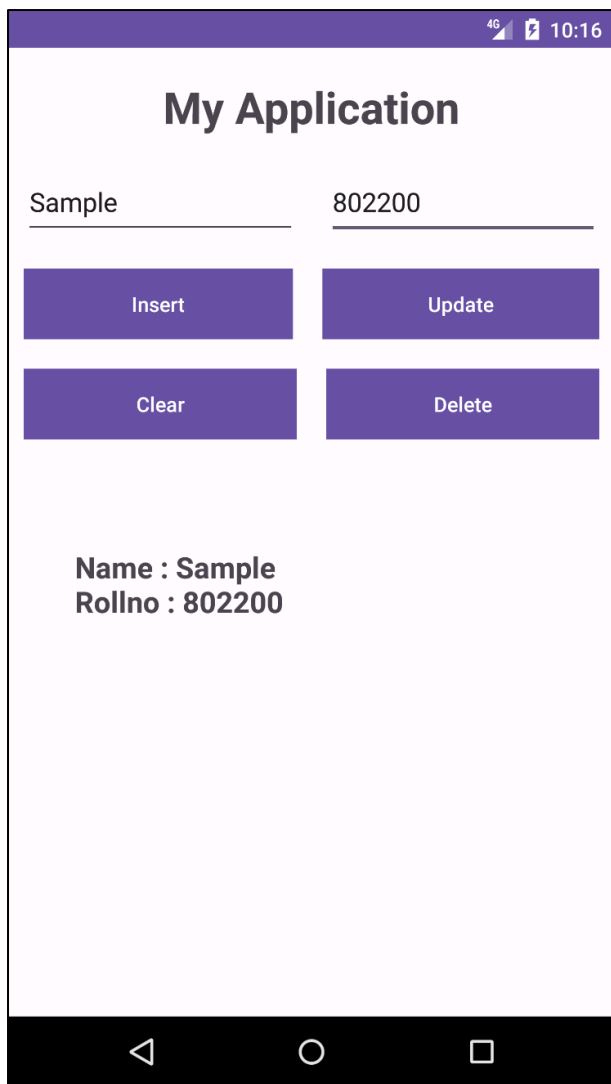 4G 10:16
My Application
Sample 802200
Insert Update
Clear Delete
Name : Sample
Rollno : 802200